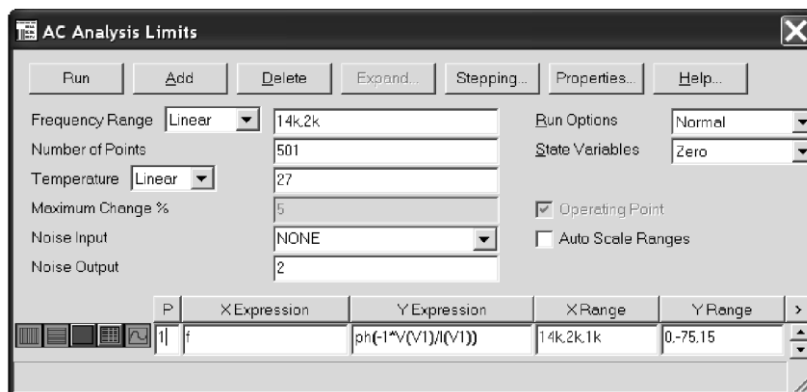 AC Analysis Limits
Run Add Delete Expand... Stepping... Properties... Help...
Frequency Range Linear 14k,2k Run Options Normal
Number of Points 501 State Variables Zero
Temperature Linear 27
Maximum Change % 5 Operating Point
Noise Input NONE Auto Scale Ranges
Noise Output 2
P X Expression Y Expression X Range Y Range >
1 f ph(-1*V(V1)/I(V1)) 14k,2k,1k 0,-75,15